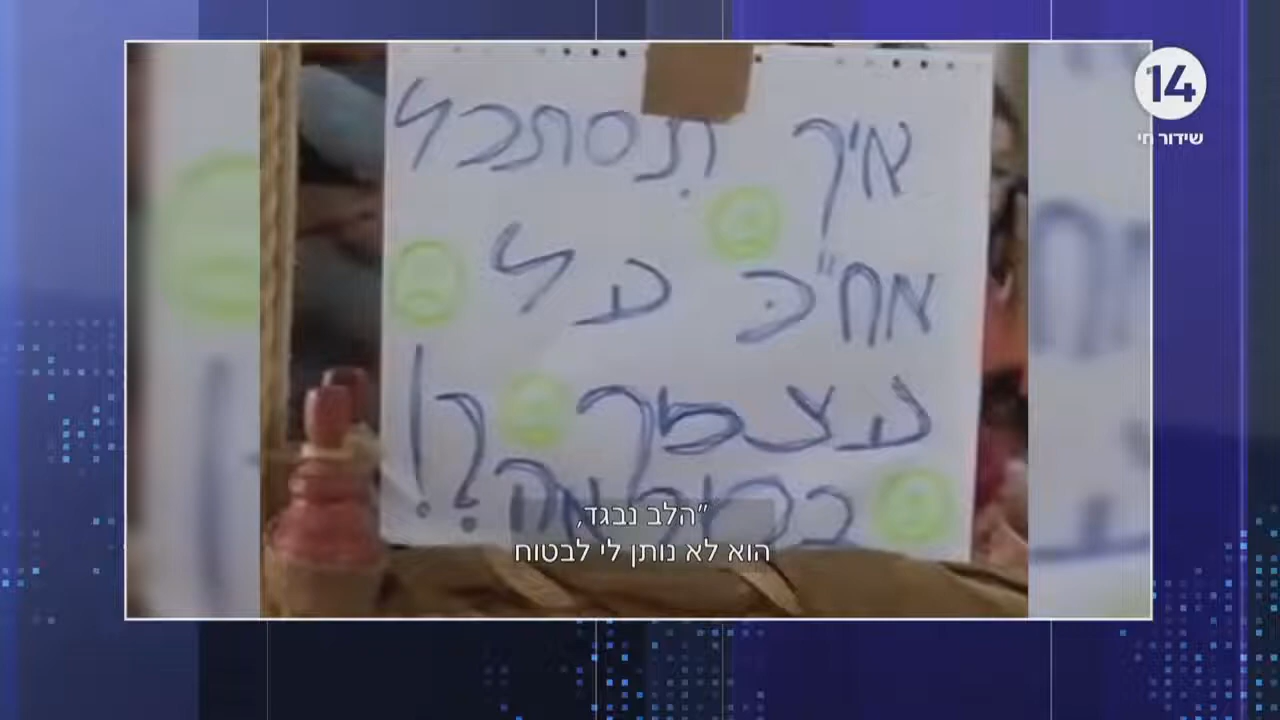 איך תסתכל
אח"כ על
עצמך ?!
"הלב נבגד,
הוא לא נותן לי לבטוח
14
שידור חי